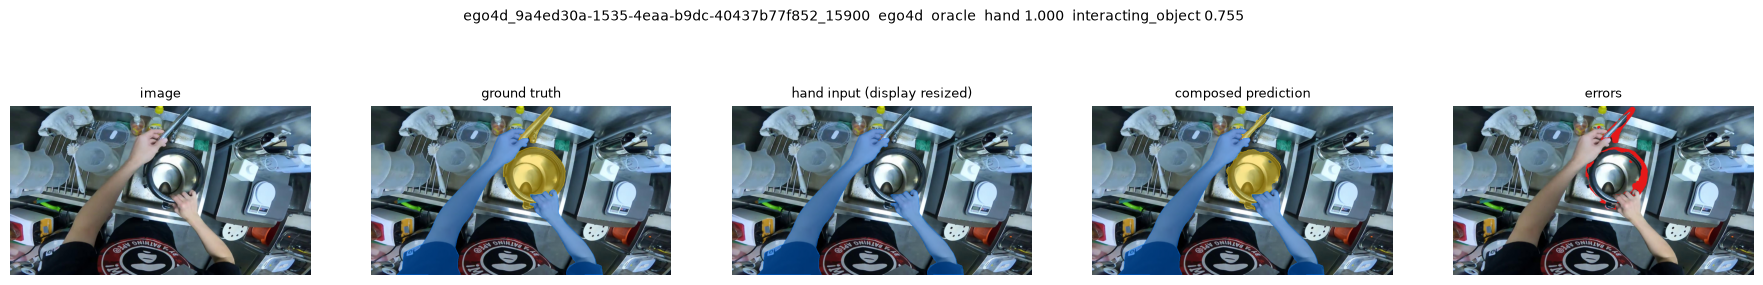 ego4d_9a4ed30a-1535-4eaa-b9dc-40437b77f852_15900 ego4d oracle hand 1.000 interacting_object 0.755
image
ground truth
hand input (display resized)
composed prediction
errors